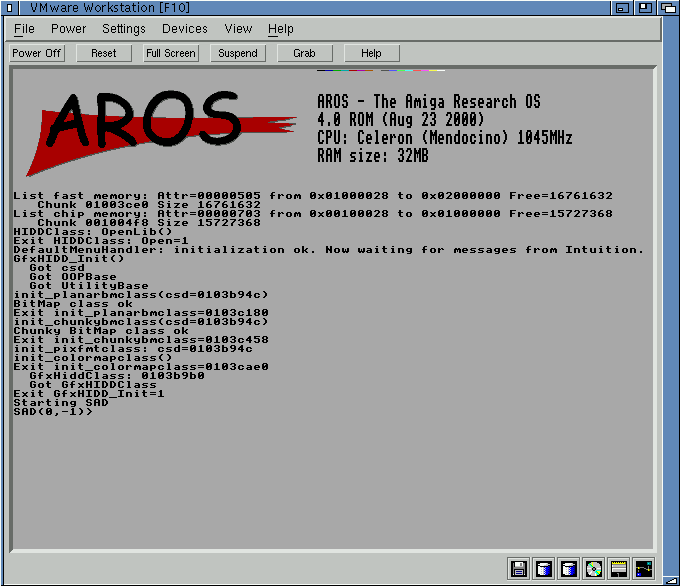 VMware Workstation [F10]
File Power Settings Devices View Help
Power Off Reset Full Screen Suspend Grab Help
AROS
AROS - The Amiga Research OS
4.0 ROM (Aug 23 2000)
CPU: Celeron (Mendocino) 1045MHz
RAM size: 32MB
List fast memory: Attr=00000505 from 0x01000028 to 0x02000000 Free=16761632
Chunk 01003ce0 Size 16761632
List chip memory: Attr=00000703 from 0x00100028 to 0x01000000 Free=15727368
Chunk 001004f8 Size 15727368
HIDDClass: OpenLib()
Exit HIDDClass: Open=1
DefaultMenuHandler: initialization ok. Now waiting for messages from Intuition.
GfxHIDD_Init()
Got csd
Got OOPBase
Got UtilityBase
init_planarbmclass(csd=0103b94c)
BitMap class ok
Exit init_planarbmclass=0103c180
init_chunkybmclass(csd=0103b94c)
Chunky BitMap class ok
Exit init_chunkybmclass=0103c458
init_pixfmtclass: csd=0103b94c
init_colormapclass()
Exit init_colormapclass=0103cae0
GfxHiddClass: 0103b9b0
Got GfxHIDDClass
Exit GfxHIDD_Init=1
Starting SAD
SAD(0,-1)>